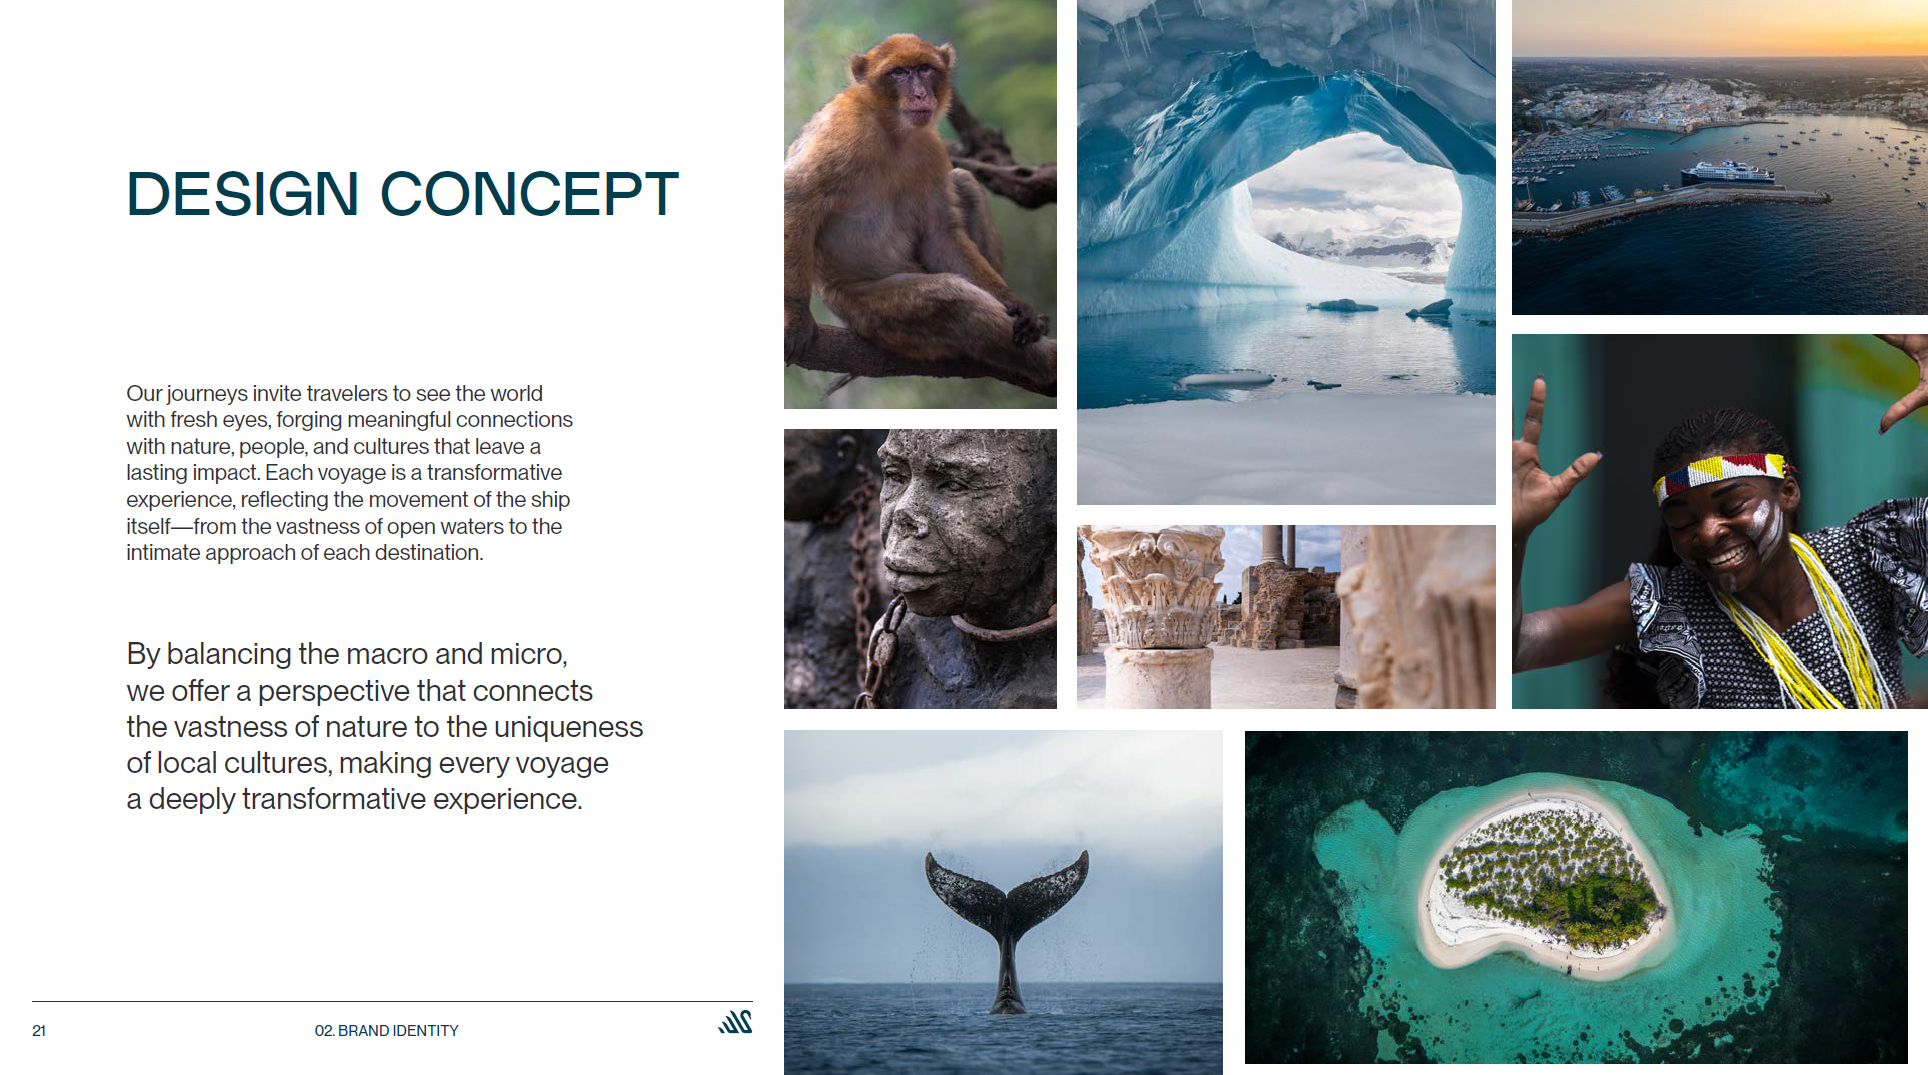 DESIGN CONCEPT
Our journeys invite travelers to see the world
with fresh eyes, forging meaningful connections
with nature, people, and cultures that leave a
lasting impact. Each voyage is a transformative
experience, reflecting the movement of the ship
itself—from the vastness of open waters to the
intimate approach of each destination.
By balancing the macro and micro,
we offer a perspective that connects
the vastness of nature to the uniqueness
of local cultures, making every voyage
a deeply transformative experience.
21
02. BRAND IDENTITY